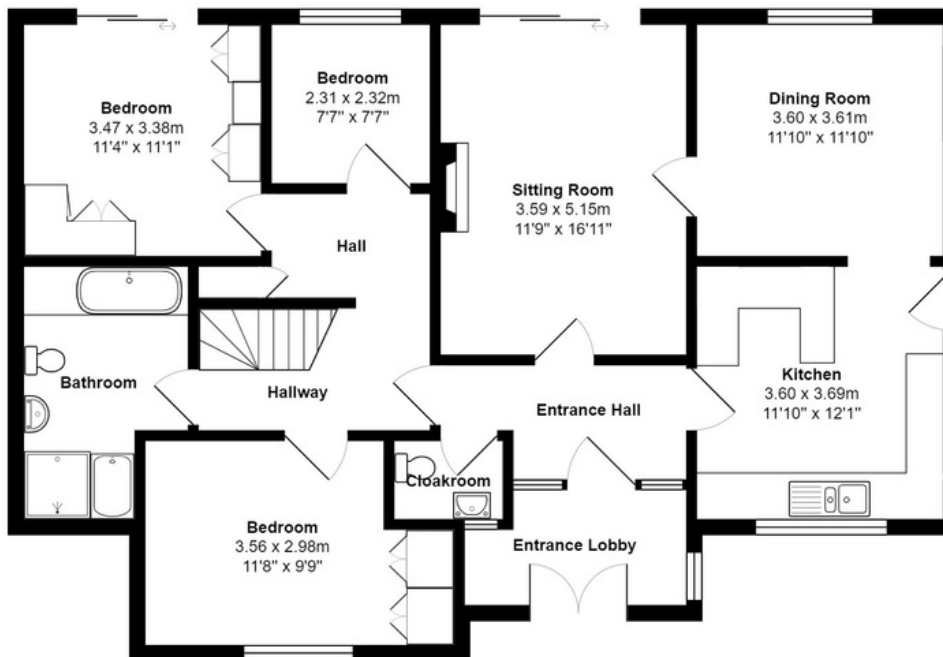 Bedroom
3.47 x 3.38m
11'4" x 11'1"
Bedroom
2.31 x 2.32m
7'7" x 7'7"
Sitting Room
3.59 x 5.15m
11'9" x 16'11"
Dining Room
3.60 x 3.61m
11'10" x 11'10"
Hall
Bathroom
Hallway
Entrance Hall
Kitchen
3.60 x 3.69m
11'10" x 12'1"
Cloakroom
Bedroom
3.56 x 2.98m
11'8" x 9'9"
Entrance Lobby